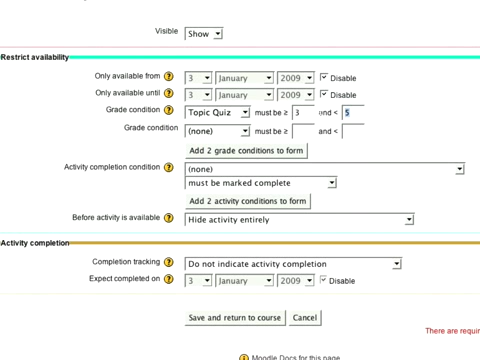 Visible Show
Restrict availability
Only available from 3 January 2009 Disable
Only available until 3 January 2009 Disable
Grade condition Topic Quiz must be ≥ 3 and < 5
Grade condition (none) must be ≥ and <
Add 2 grade conditions to form
Activity completion condition (none)
must be marked complete
Add 2 activity conditions to form
Before activity is available Hide activity entirely
Activity completion
Completion tracking Do not indicate activity completion
Expect completed on 3 January 2009 Disable
Save and return to course Cancel
There are requir
Moodle Docs for this page